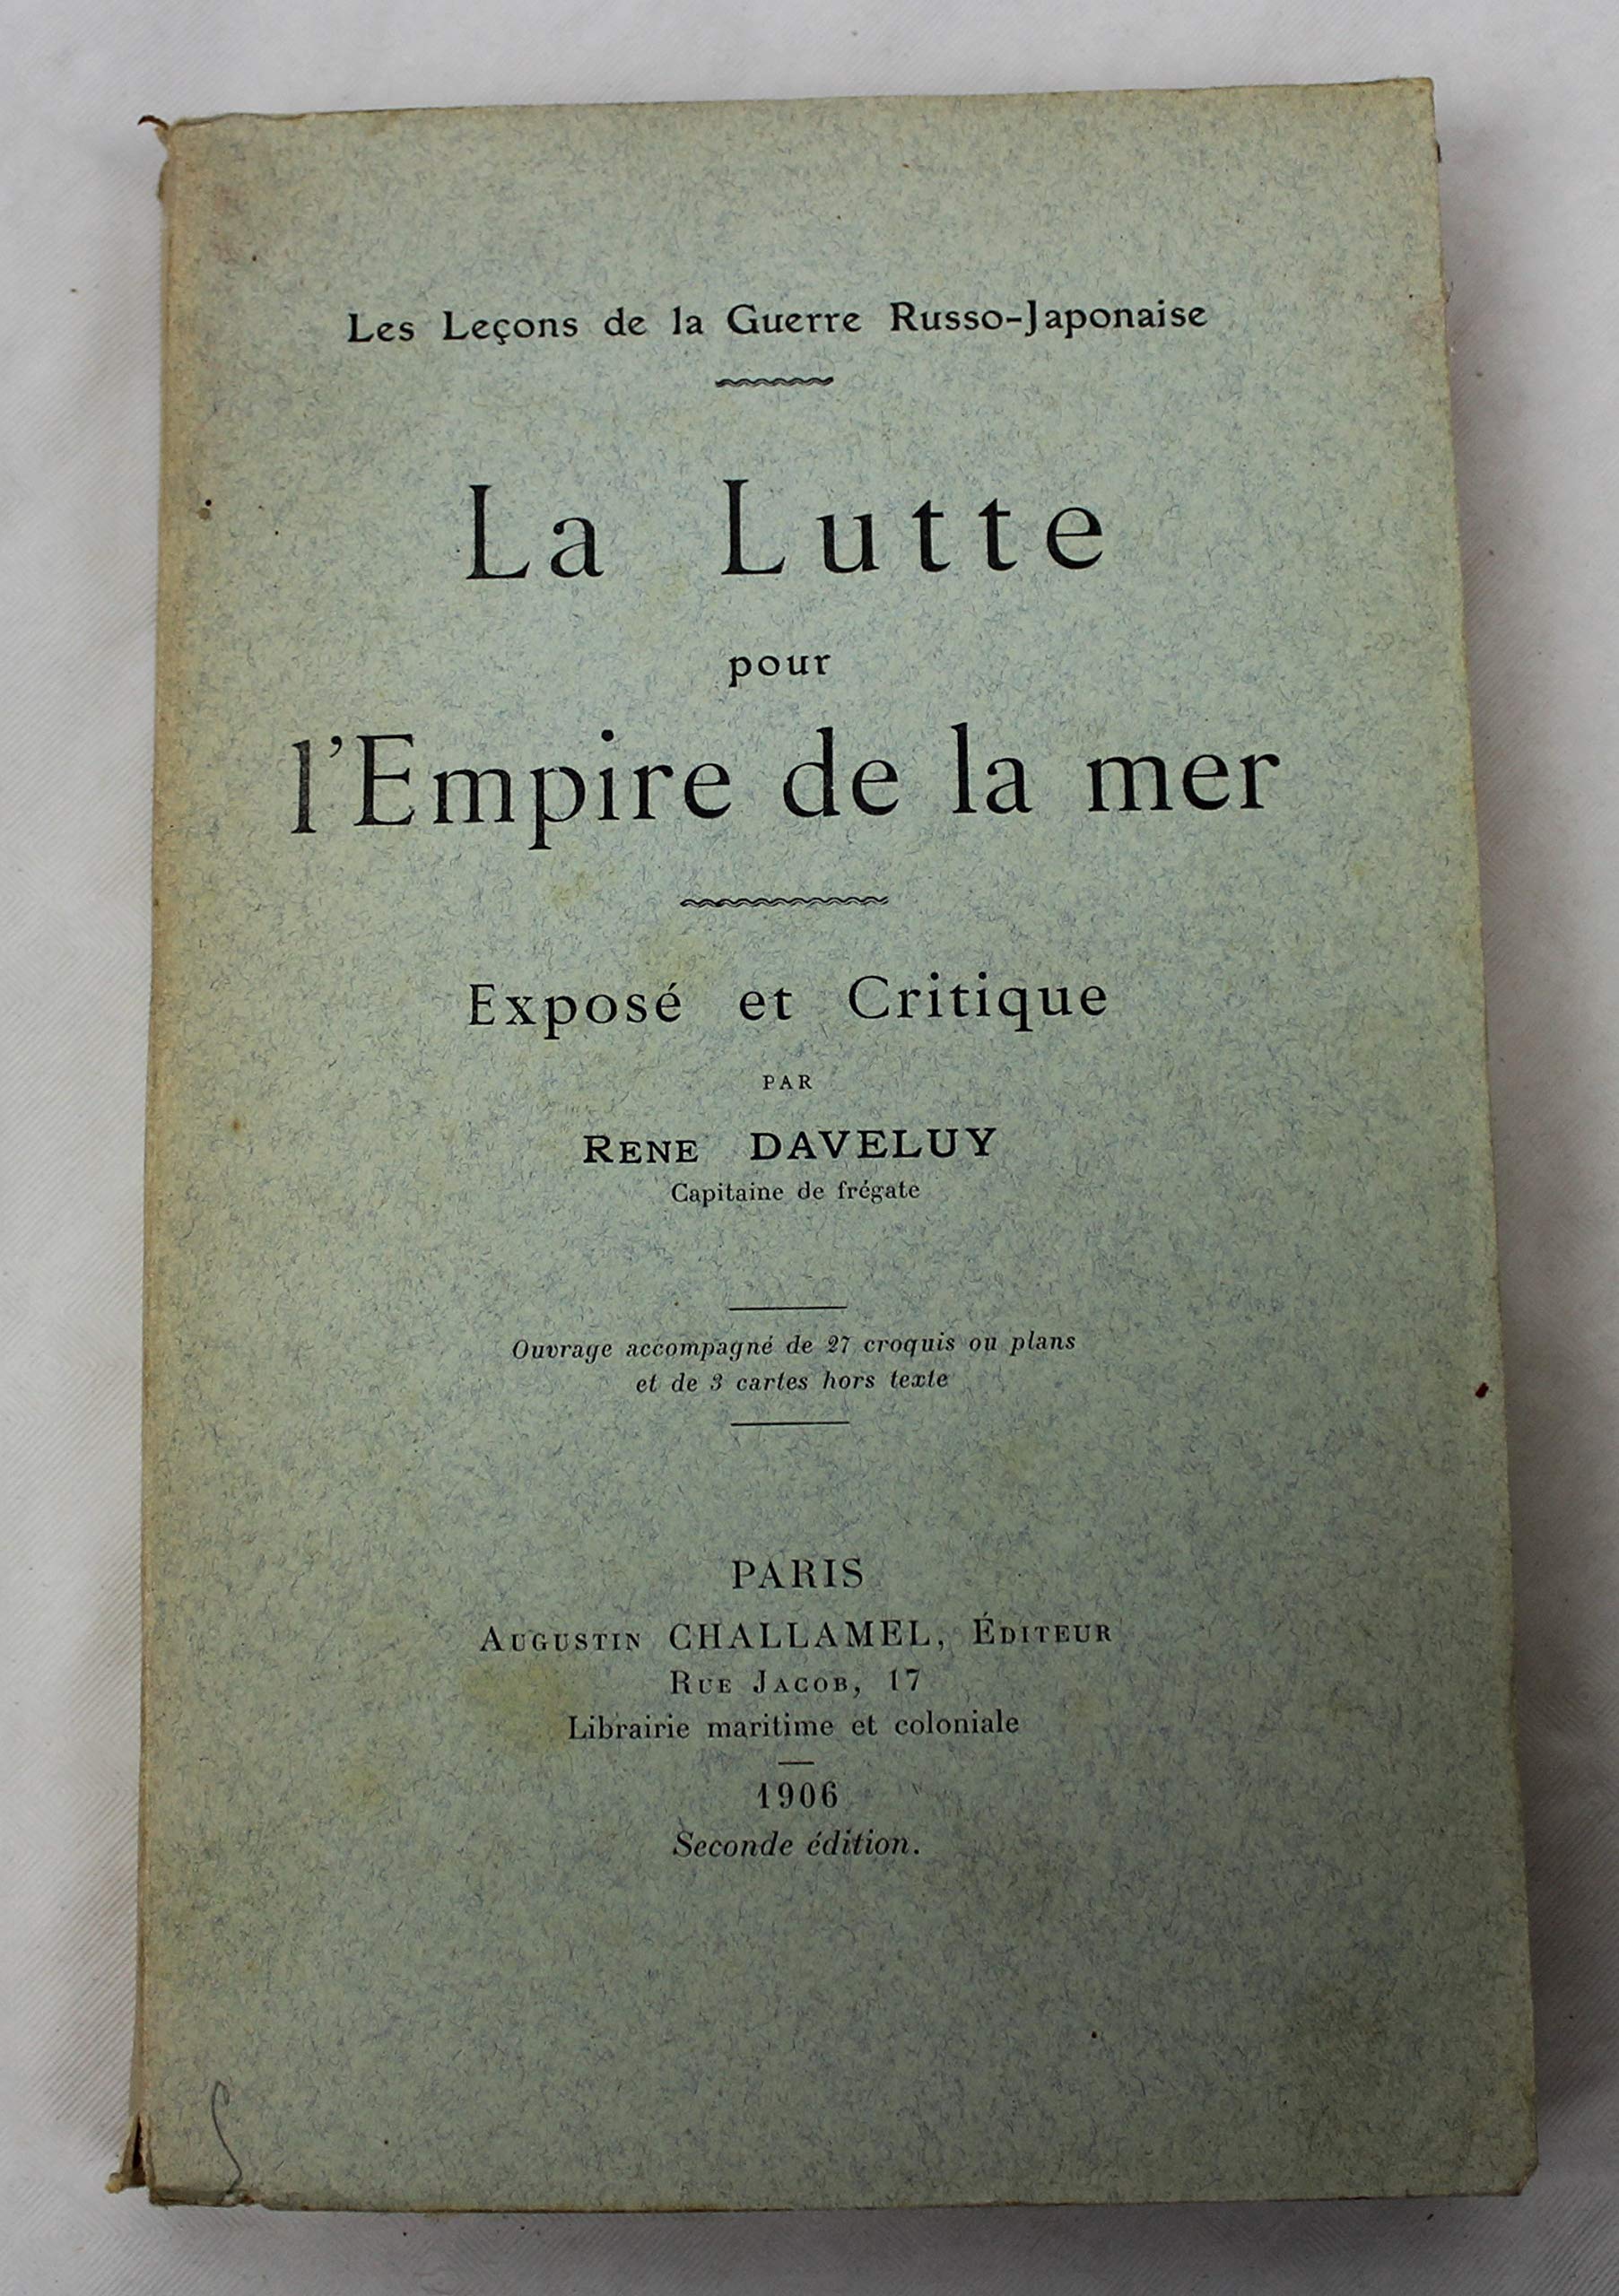 Les Leçons de la Guerre Russo-Japonaise
La Lutte
pour
l'Empire de la mer
Exposé et Critique
PAR
RENE DAVELUY
Capitaine de frégate
Ouvrage accompagné de 27 croquis ou plans
et de 3 cartes hors texte
PARIS
AUGUSTIN CHALLAMEL, ÉDITEUR
RUE JACOB, 17
Librairie maritime et coloniale
1906
Seconde édition.